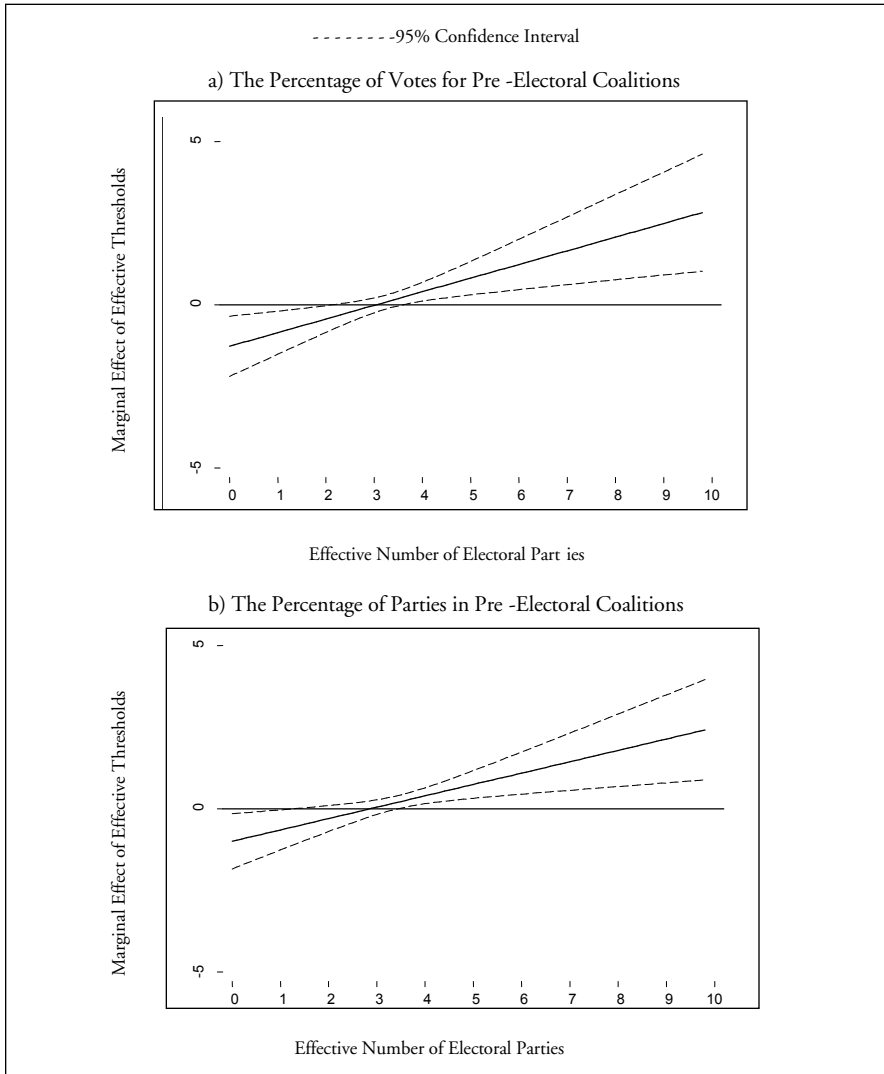 -----------95% Confidence Interval
a) The Percentage of Votes for Pre -Electoral Coalitions
Marginal Effect of Effective Thresholds
5
0
-5
0 1 2 3 4 5 6 7 8 9 10
Effective Number of Electoral Part ies
b) The Percentage of Parties in Pre -Electoral Coalitions
Marginal Effect of Effective Thresholds
5
0
-5
0 1 2 3 4 5 6 7 8 9 10
Effective Number of Electoral Parties